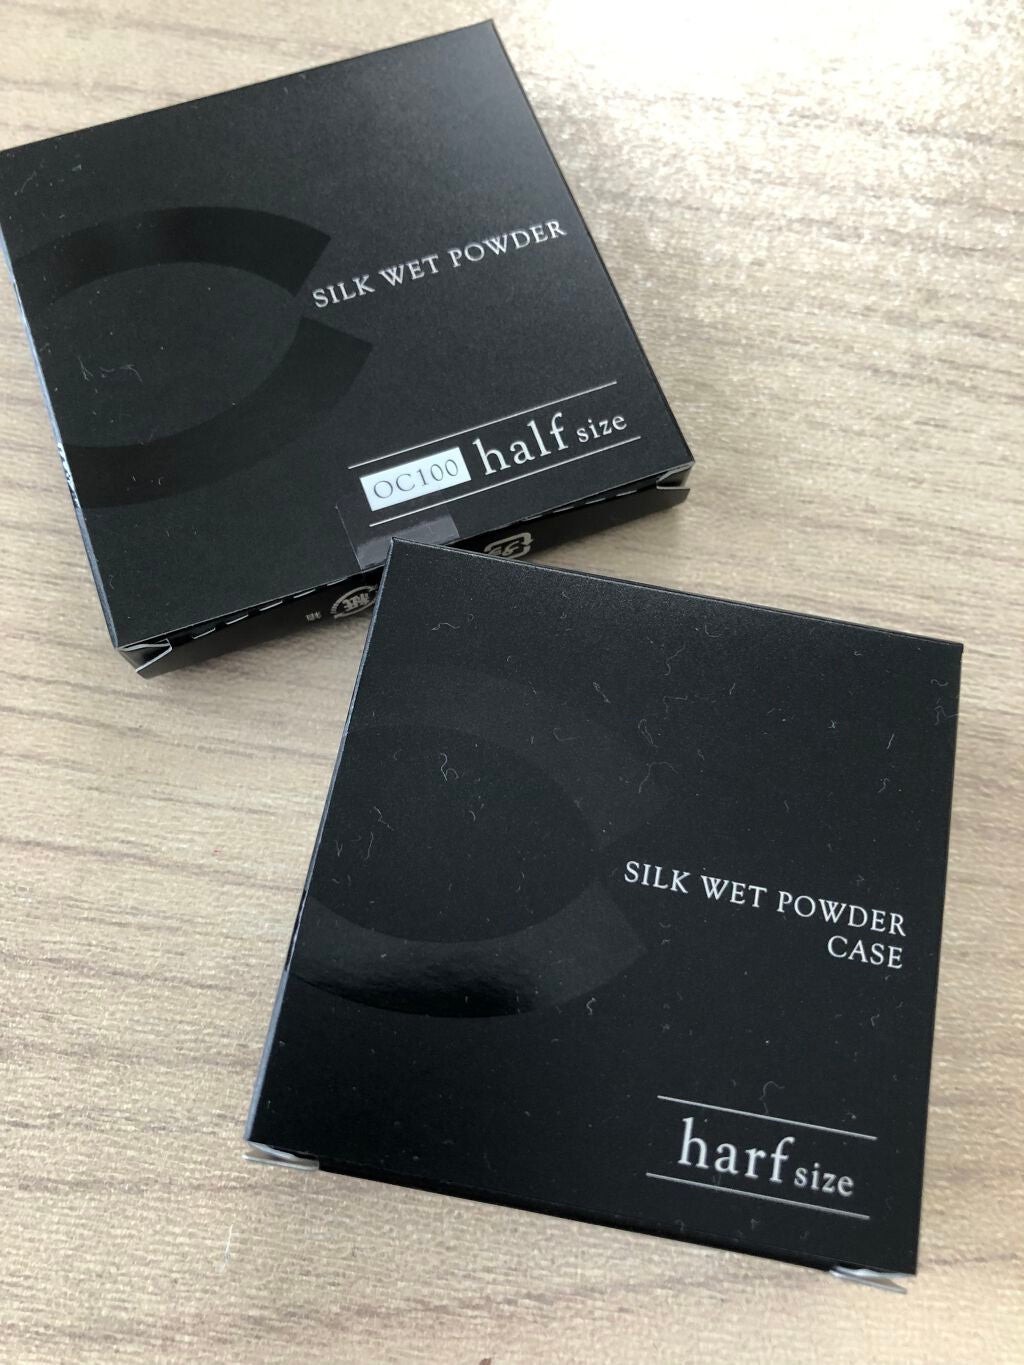 SILK WET POWDER
OC100 half size
SILK WET POWDER
CASE
harf size